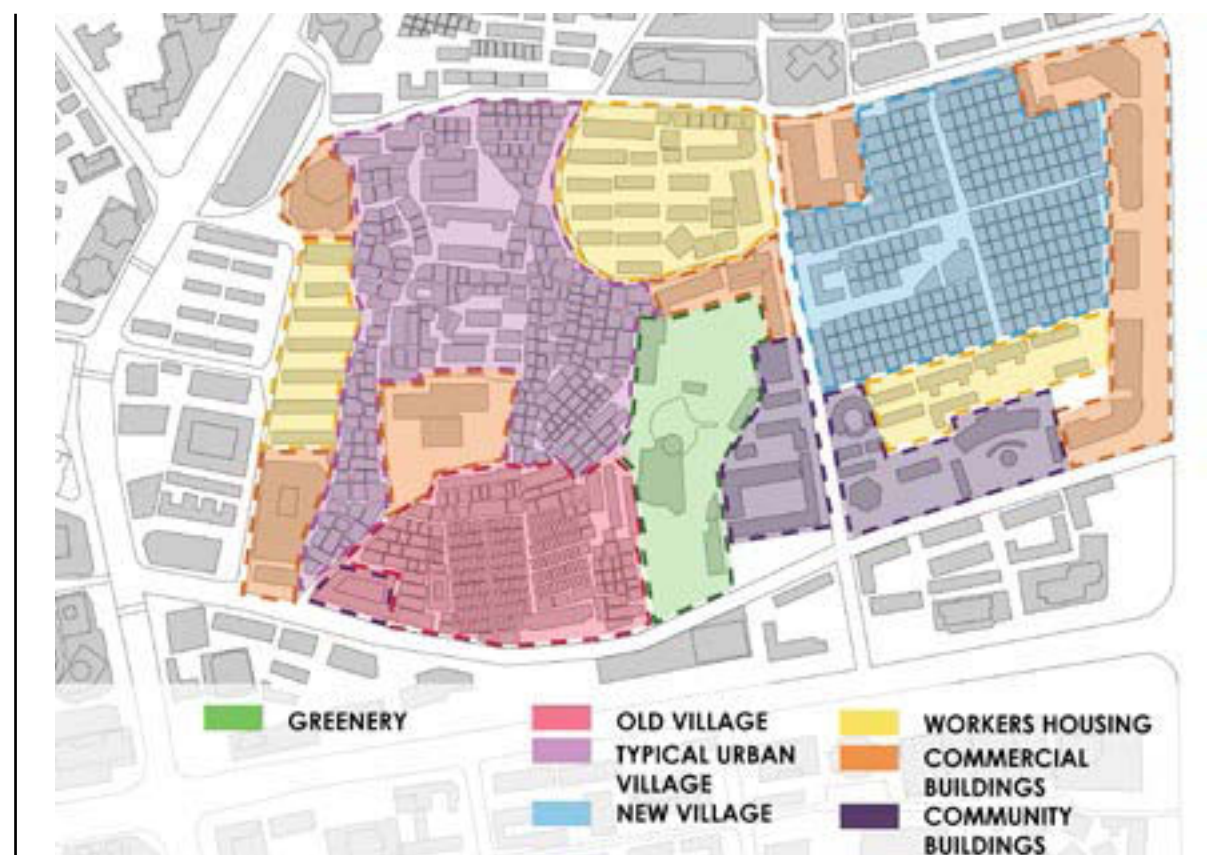 GREENERY
OLD VILLAGE
TYPICAL URBAN
VILLAGE
NEW VILLAGE
WORKERS HOUSING
COMMERCIAL
BUILDINGS
COMMUNITY
BUILDINGS